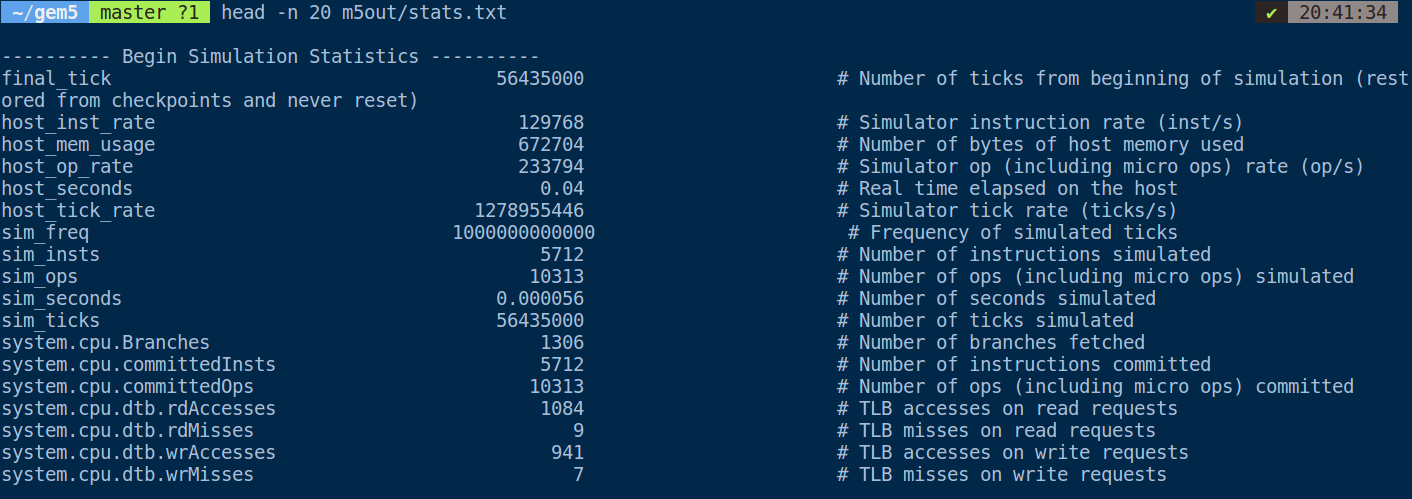 ~/gem5 master ?1 head -n 20 m5out/stats.txt ✔ 20:41:34
---------- Begin Simulation Statistics ----------
final_tick 56435000 # Number of ticks from beginning of simulation (rest
ored from checkpoints and never reset)
host_inst_rate 129768 # Simulator instruction rate (inst/s)
host_mem_usage 672704 # Number of bytes of host memory used
host_op_rate 233794 # Simulator op (including micro ops) rate (op/s)
host_seconds 0.04 # Real time elapsed on the host
host_tick_rate 1278955446 # Simulator tick rate (ticks/s)
sim_freq 1000000000000 # Frequency of simulated ticks
sim_insts 5712 # Number of instructions simulated
sim_ops 10313 # Number of ops (including micro ops) simulated
sim_seconds 0.000056 # Number of seconds simulated
sim_ticks 56435000 # Number of ticks simulated
system.cpu.Branches 1306 # Number of branches fetched
system.cpu.committedInsts 5712 # Number of instructions committed
system.cpu.committedOps 10313 # Number of ops (including micro ops) committed
system.cpu.dtb.rdAccesses 1084 # TLB accesses on read requests
system.cpu.dtb.rdMisses 9 # TLB misses on read requests
system.cpu.dtb.wrAccesses 941 # TLB accesses on write requests
system.cpu.dtb.wrMisses 7 # TLB misses on write requests